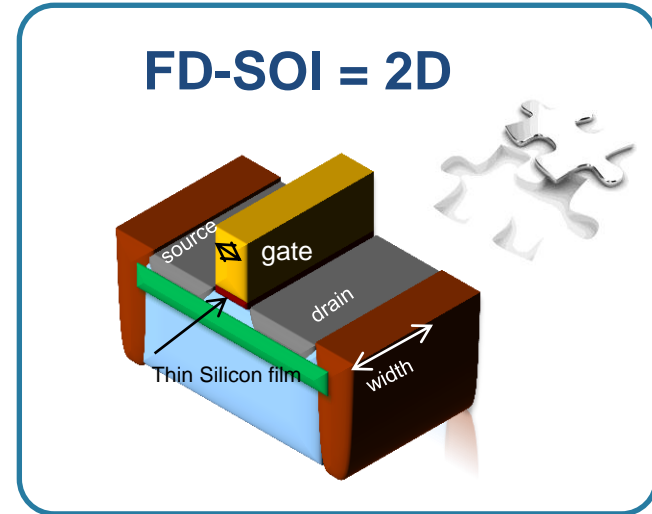 FD-SOI = 2D
source
gate
drain
Thin Silicon film
width